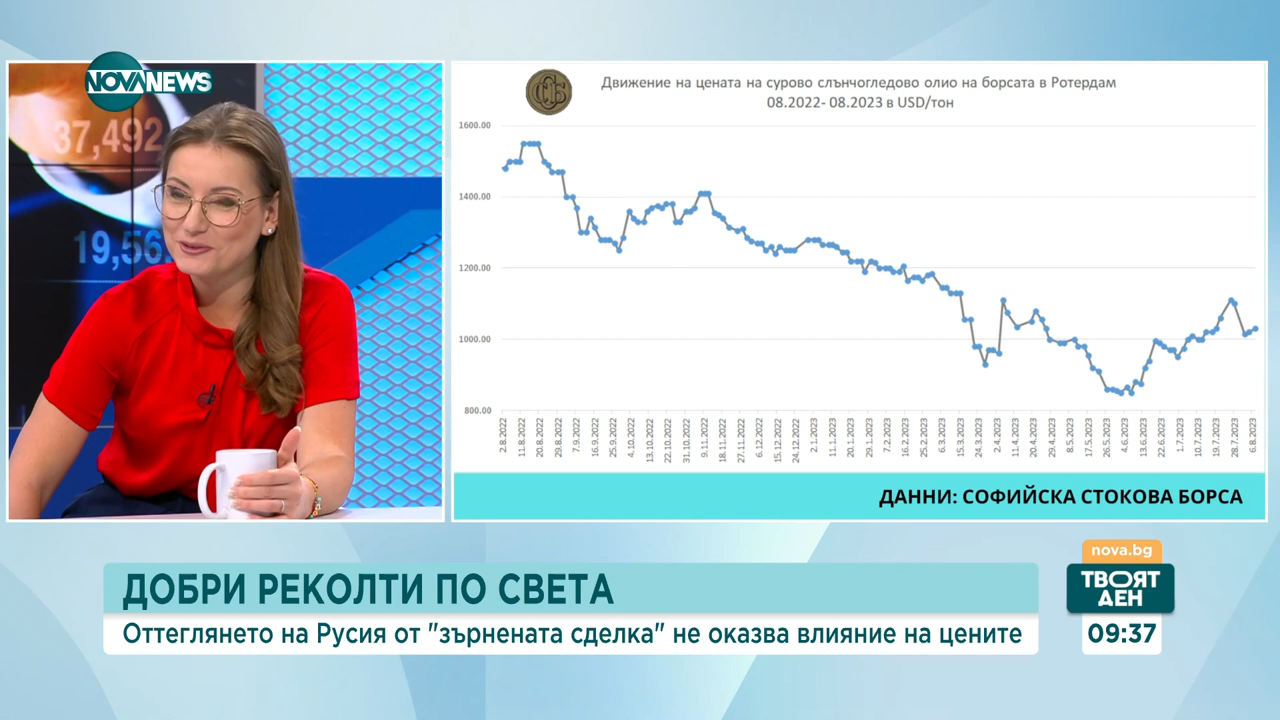 NOVANEWS
37,492
19,56
Движение на цената на сурово слънчогледово олио на борсата в Ротердам
08.2022- 08.2023 в USD/тон
1600.00
1400.00
1200.00
1000.00
800.00
2.8.2022 11.8.2022 20.8.2022 29.8.2022 7.9.2022 16.9.2022 25.9.2022 4.10.2022 13.10.2022 22.10.2022 31.10.2022 9.11.2022 18.11.2022 27.11.2022 6.12.2022 15.12.2022 24.12.2022 2.1.2023 11.1.2023 20.1.2023 29.1.2023 7.2.2023 16.2.2023 25.2.2023 6.3.2023 15.3.2023 24.3.2023 2.4.2023 11.4.2023 20.4.2023 29.4.2023 8.5.2023 17.5.2023 26.5.2023 4.6.2023 13.6.2023 22.6.2023 1.7.2023 10.7.2023 19.7.2023 28.7.2023 6.8.2023
ДАННИ: СОФИЙСКА СТОКОВА БОРСА
ДОБРИ РЕКОЛТИ ПО СВЕТА
Оттеглянето на Русия от "зърнената сделка" не оказва влияние на цените
nova.bg
ТВОЯТ
ДЕН
09:37